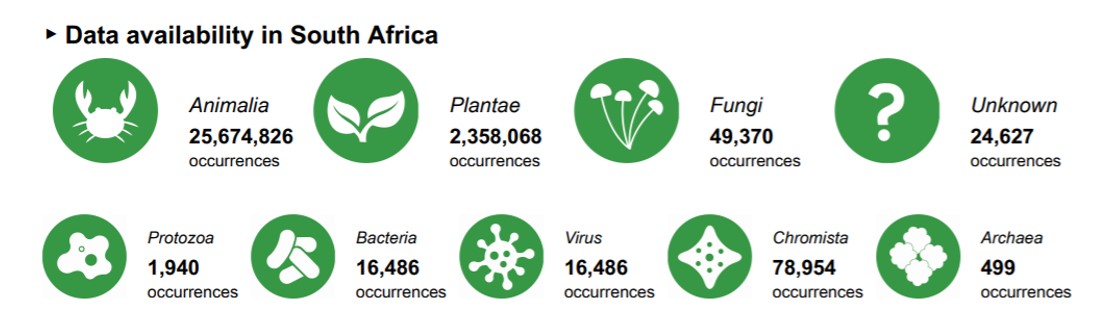 ▸ Data availability in South Africa
Animalia
25,674,826
occurrences
Plantae
2,358,068
occurrences
Fungi
49,370
occurrences
?
Unknown
24,627
occurrences
Protozoa
1,940
occurrences
Bacteria
16,486
occurrences
Virus
16,486
occurrences
Chromista
78,954
occurrences
Archaea
499
occurrences